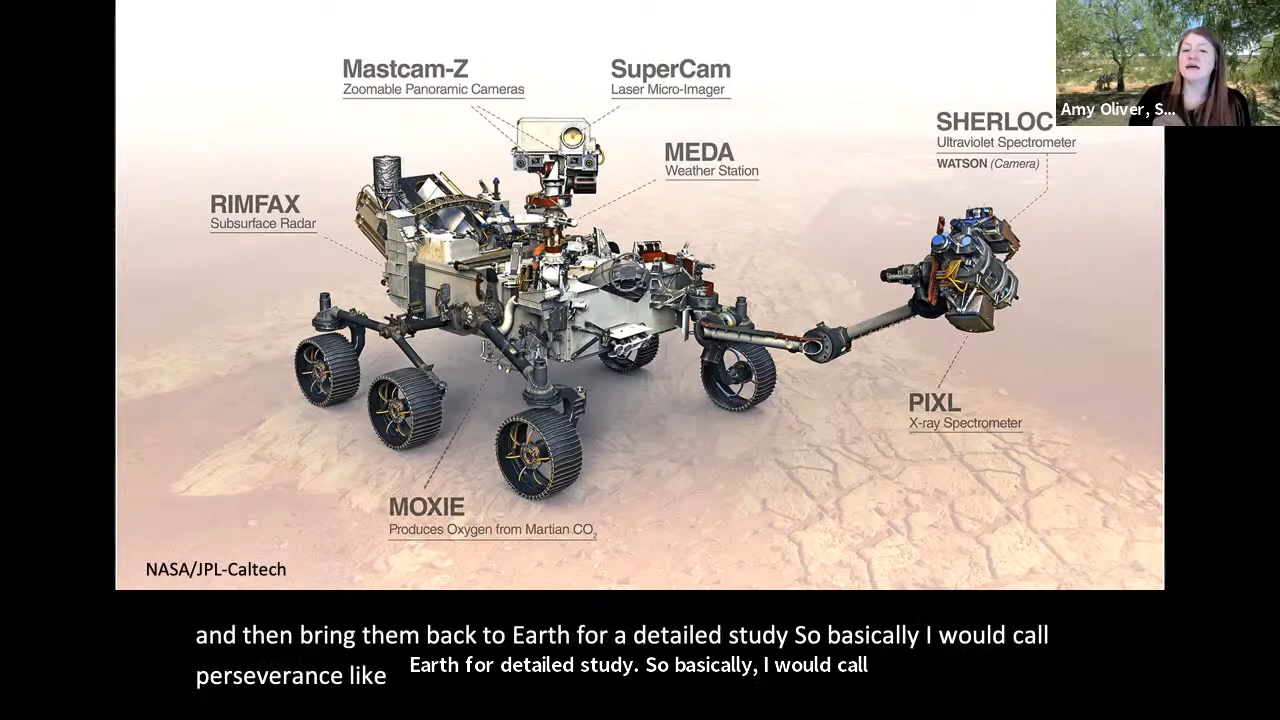 Mastcam-Z
Zoomable Panoramic Cameras
SuperCam
Laser Micro-Imager
Amy Oliver, S...
SHERLOC
Ultraviolet Spectrometer
WATSON (Camera)
MEDA
Weather Station
RIMFAX
Subsurface Radar
PIXL
X-ray Spectrometer
MOXIE
Produces Oxygen from Martian CO2
NASA/JPL-Caltech
and then bring them back to Earth for a detailed study So basically I would call
perseverance like
Earth for detailed study. So basically, I would call